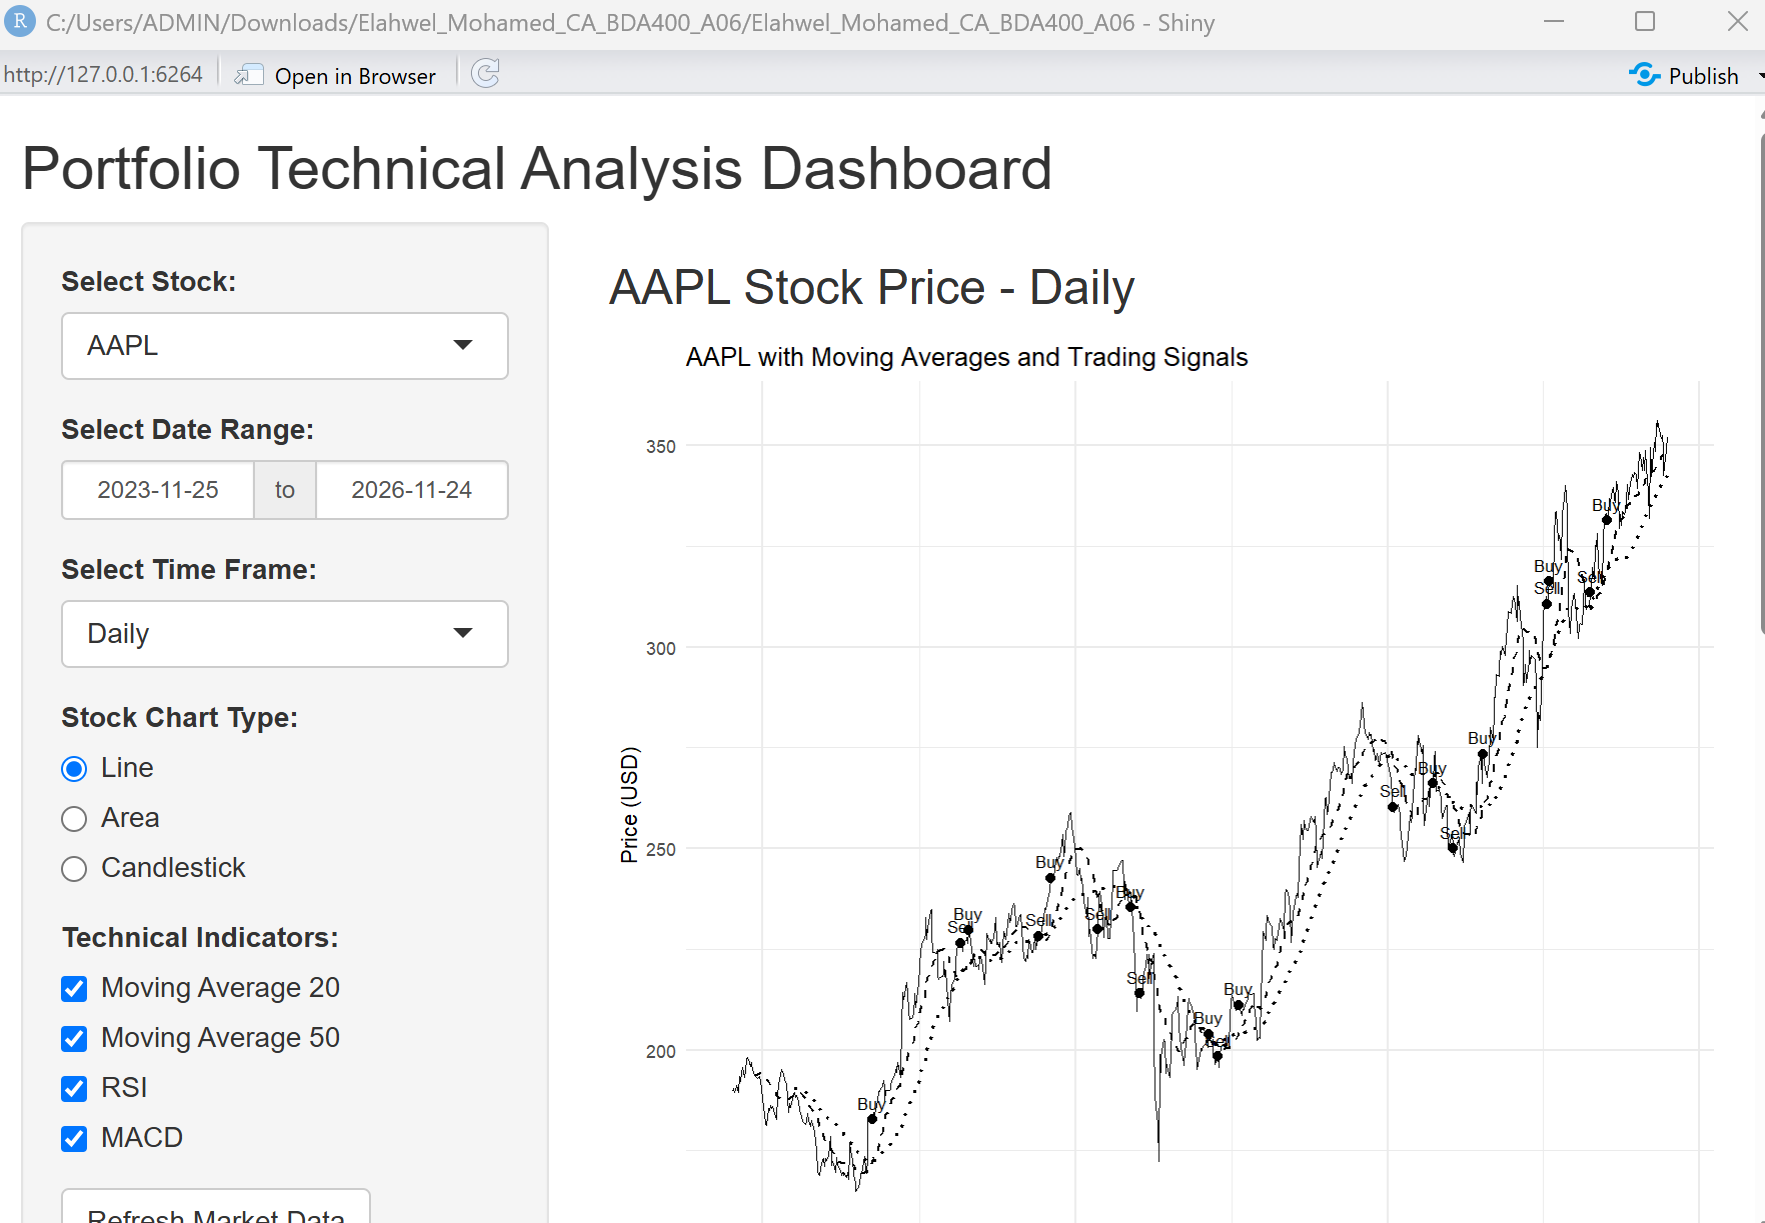 R C:/Users/ADMIN/Downloads/Elahwel_Mohamed_CA_BDA400_A06/Elahwel_Mohamed_CA_BDA400_A06 - Shiny
http://127.0.0.1:6264 Open in Browser Publish
Portfolio Technical Analysis Dashboard
Select Stock:
AAPL
Select Date Range:
2023-11-25 to 2026-11-24
Select Time Frame:
Daily
Stock Chart Type:
Line
Area
Candlestick
Technical Indicators:
Moving Average 20
Moving Average 50
RSI
MACD
Refresh Market Data
AAPL Stock Price - Daily
AAPL with Moving Averages and Trading Signals
Price (USD)
350
300
250
200
Buy
Sell
Buy
Sell
Buy
Sell
Buy
Sell
Buy
Sell
Buy
Sell
Buy
Sell
Buy
Sell
Buy
Sell
Buy